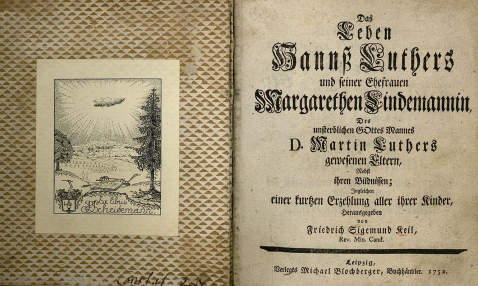 Ex Libris
Das
Leben
Hannß Luthers
und seiner Ehefrauen
Margarethen Lindemannin,
Des
unsterblichen GOttes Mannes
D. Martin Luthers
gewesenen Eltern,
Nebst
ihren Bildnissen;
Ingleichen
einer kurtzen Erzehlung aller ihrer Kinder,
Herausgegeben
von
Friedrich Sigemund Keil,
Rev. Min. Cand.
Leipzig,
Verlegts Michael Blochberger, Buchhändler. 1752.